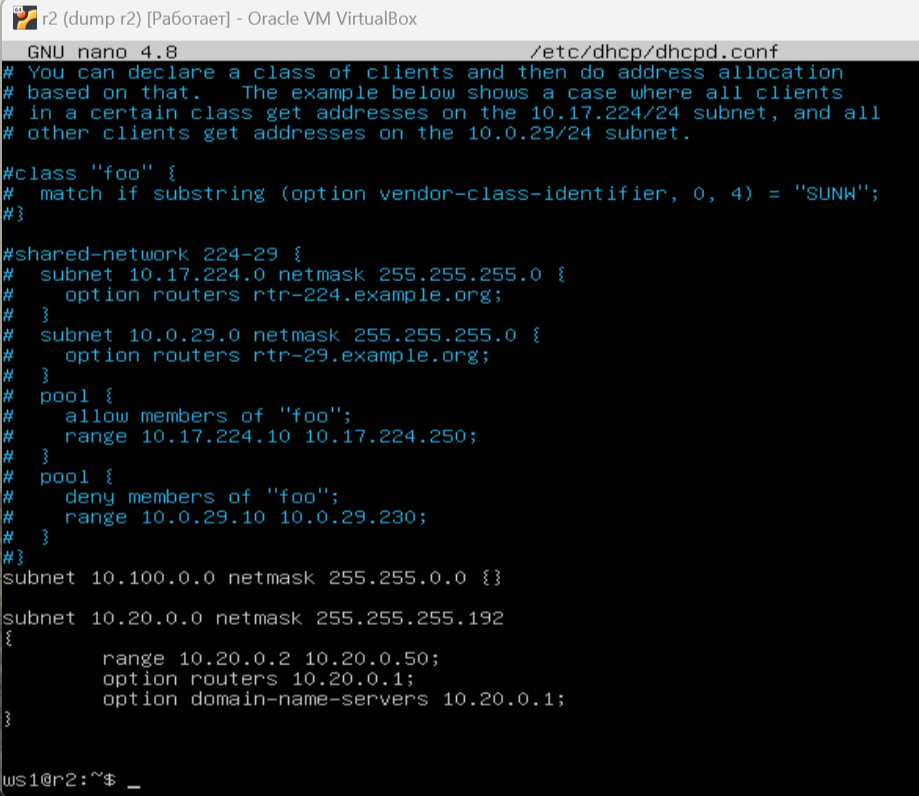 r2 (dump r2) [Работает] - Oracle VM VirtualBox
GNU nano 4.8 /etc/dhcp/dhcpd.conf
# You can declare a class of clients and then do address allocation
# based on that.   The example below shows a case where all clients
# in a certain class get addresses on the 10.17.224/24 subnet, and all
# other clients get addresses on the 10.0.29/24 subnet.
#class "foo" {
#  match if substring (option vendor-class-identifier, 0, 4) = "SUNW";
#}
#shared-network 224-29 {
#  subnet 10.17.224.0 netmask 255.255.255.0 {
#    option routers rtr-224.example.org;
#  }
#  subnet 10.0.29.0 netmask 255.255.255.0 {
#    option routers rtr-29.example.org;
#  }
#  pool {
#    allow members of "foo";
#    range 10.17.224.10 10.17.224.250;
#  }
#  pool {
#    deny members of "foo";
#    range 10.0.29.10 10.0.29.230;
#  }
#}
subnet 10.100.0.0 netmask 255.255.0.0 {}
subnet 10.20.0.0 netmask 255.255.255.192
{
        range 10.20.0.2 10.20.0.50;
        option routers 10.20.0.1;
        option domain-name-servers 10.20.0.1;
}
ws1@r2:~$ _